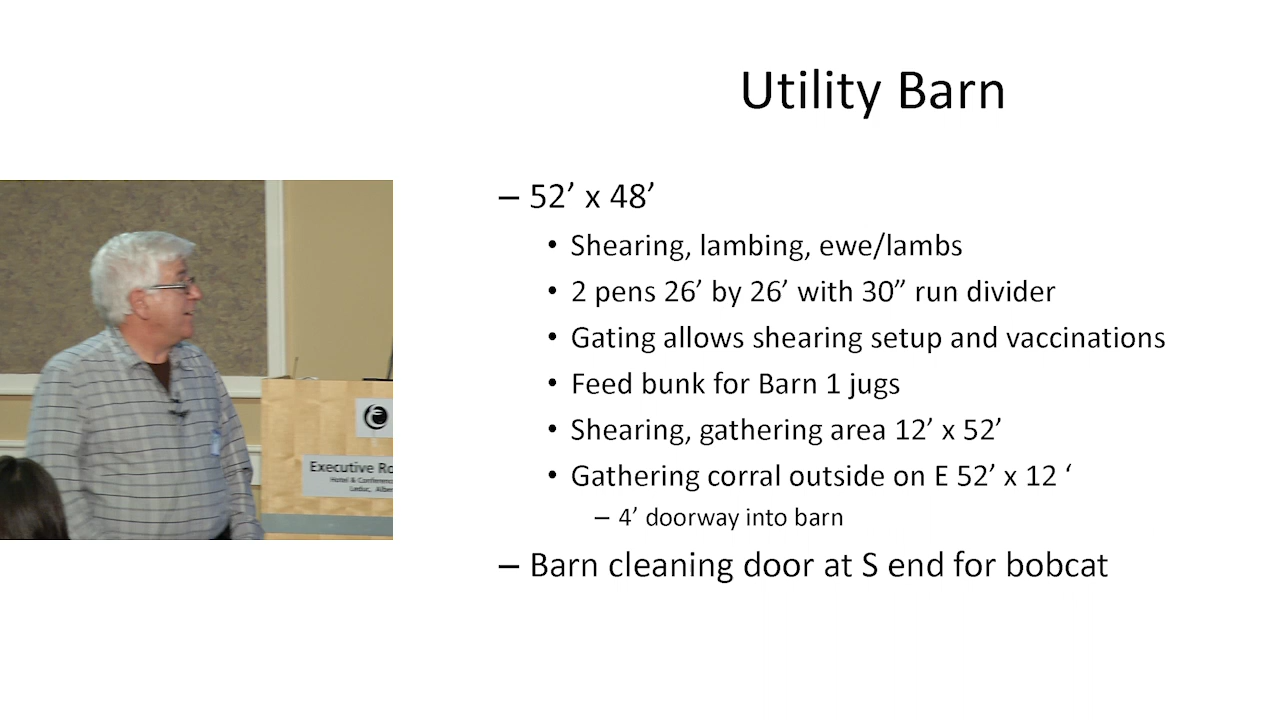 Utility Barn
– 52’ x 48’
• Shearing, lambing, ewe/lambs
• 2 pens 26’ by 26’ with 30” run divider
• Gating allows shearing setup and vaccinations
• Feed bunk for Barn 1 jugs
• Shearing, gathering area 12’ x 52’
• Gathering corral outside on E 52’ x 12 ‘
– 4’ doorway into barn
– Barn cleaning door at S end for bobcat
Executive
Hotel &
Leduc,